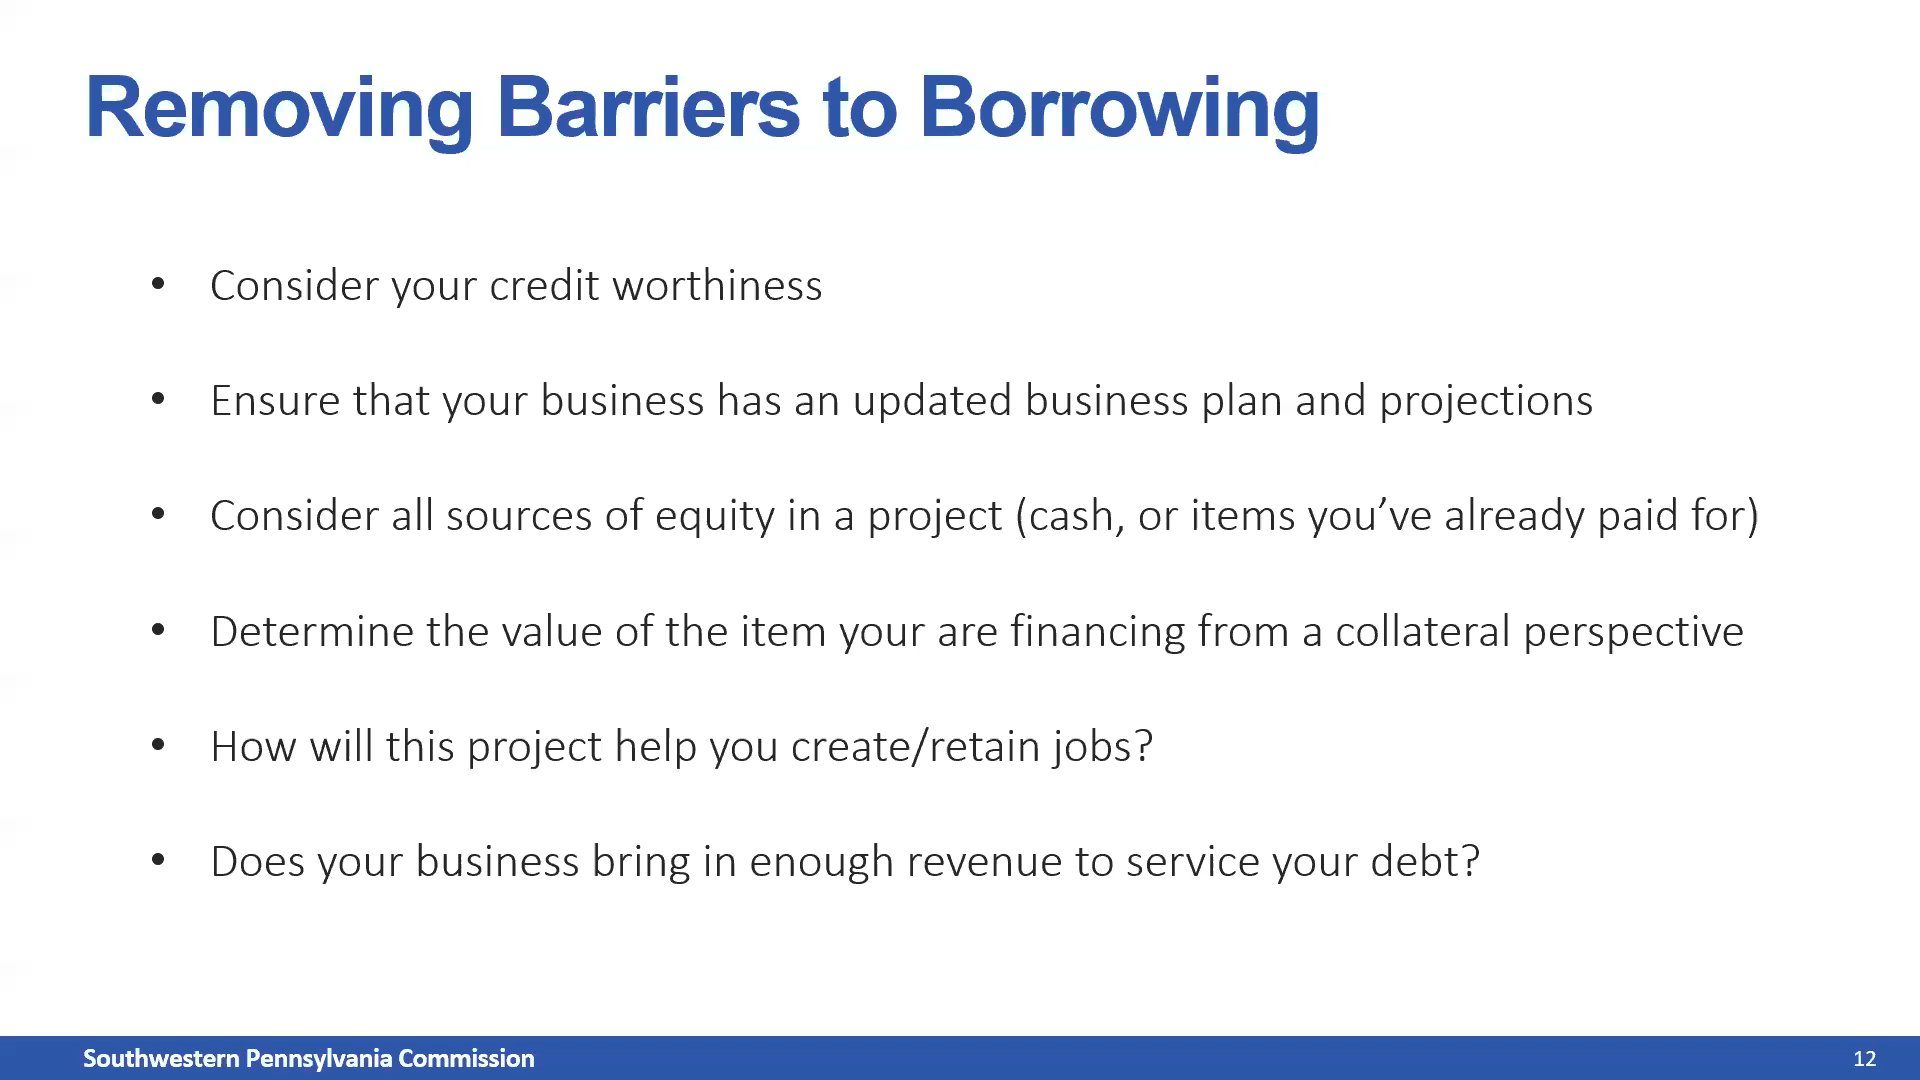 Removing Barriers to Borrowing
• Consider your credit worthiness
• Ensure that your business has an updated business plan and projections
• Consider all sources of equity in a project (cash, or items you’ve already paid for)
• Determine the value of the item your are financing from a collateral perspective
• How will this project help you create/retain jobs?
• Does your business bring in enough revenue to service your debt?
Southwestern Pennsylvania Commission
12